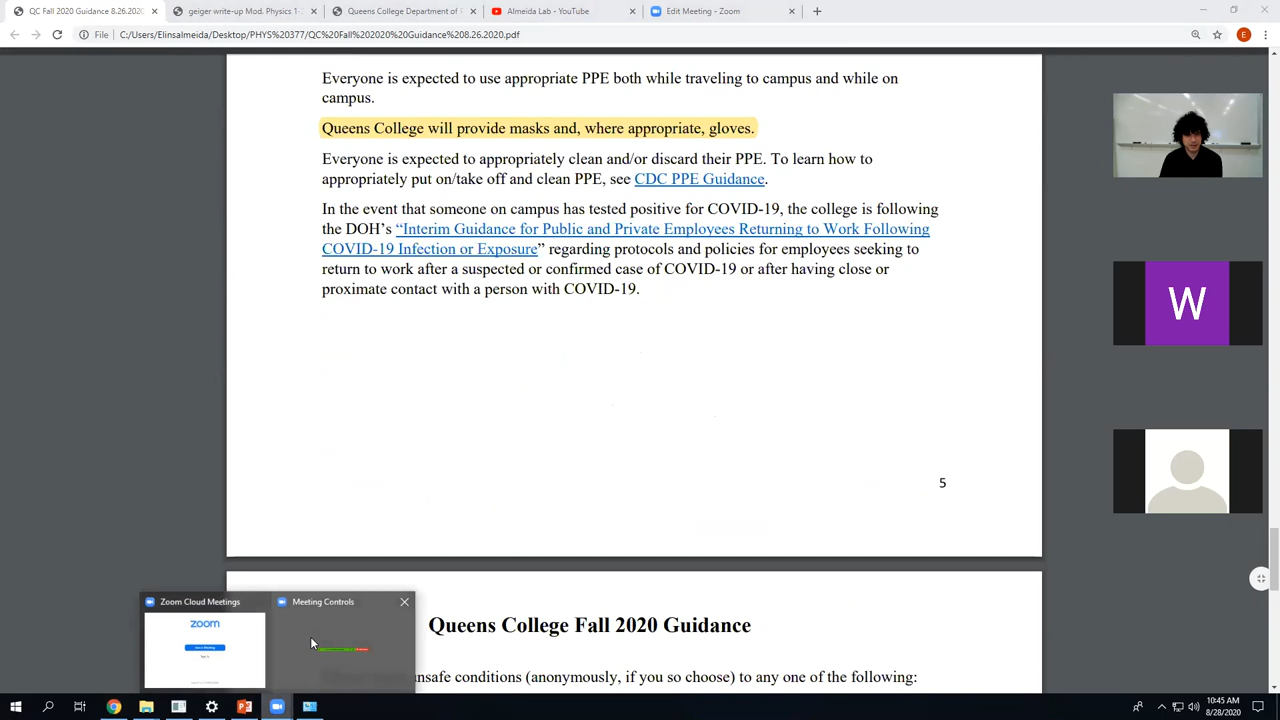 QC Fall 2020 Guidance 8.26.2020.
geiger write-up Mod. Physics 1-
Queens College Department of
Almeida Lab - YouTube
Edit Meeting - Zoom
File
C:/Users/Elinsalmeida/Desktop/PHYS%20377/QC%20Fall%202020%20Guidance%208.26.2020.pdf
E
Everyone is expected to use appropriate PPE both while traveling to campus and while on
campus.
Queens College will provide masks and, where appropriate, gloves.
Everyone is expected to appropriately clean and/or discard their PPE. To learn how to
appropriately put on/take off and clean PPE, see CDC PPE Guidance.
In the event that someone on campus has tested positive for COVID-19, the college is following
the DOH’s “Interim Guidance for Public and Private Employees Returning to Work Following
COVID-19 Infection or Exposure” regarding protocols and policies for employees seeking to
return to work after a suspected or confirmed case of COVID-19 or after having close or
proximate contact with a person with COVID-19.
W
5
Zoom Cloud Meetings
Meeting Controls
zoom
Queens College Fall 2020 Guidance
unsafe conditions (anonymously, if you so choose) to any one of the following:
10:45 AM
8/28/2020